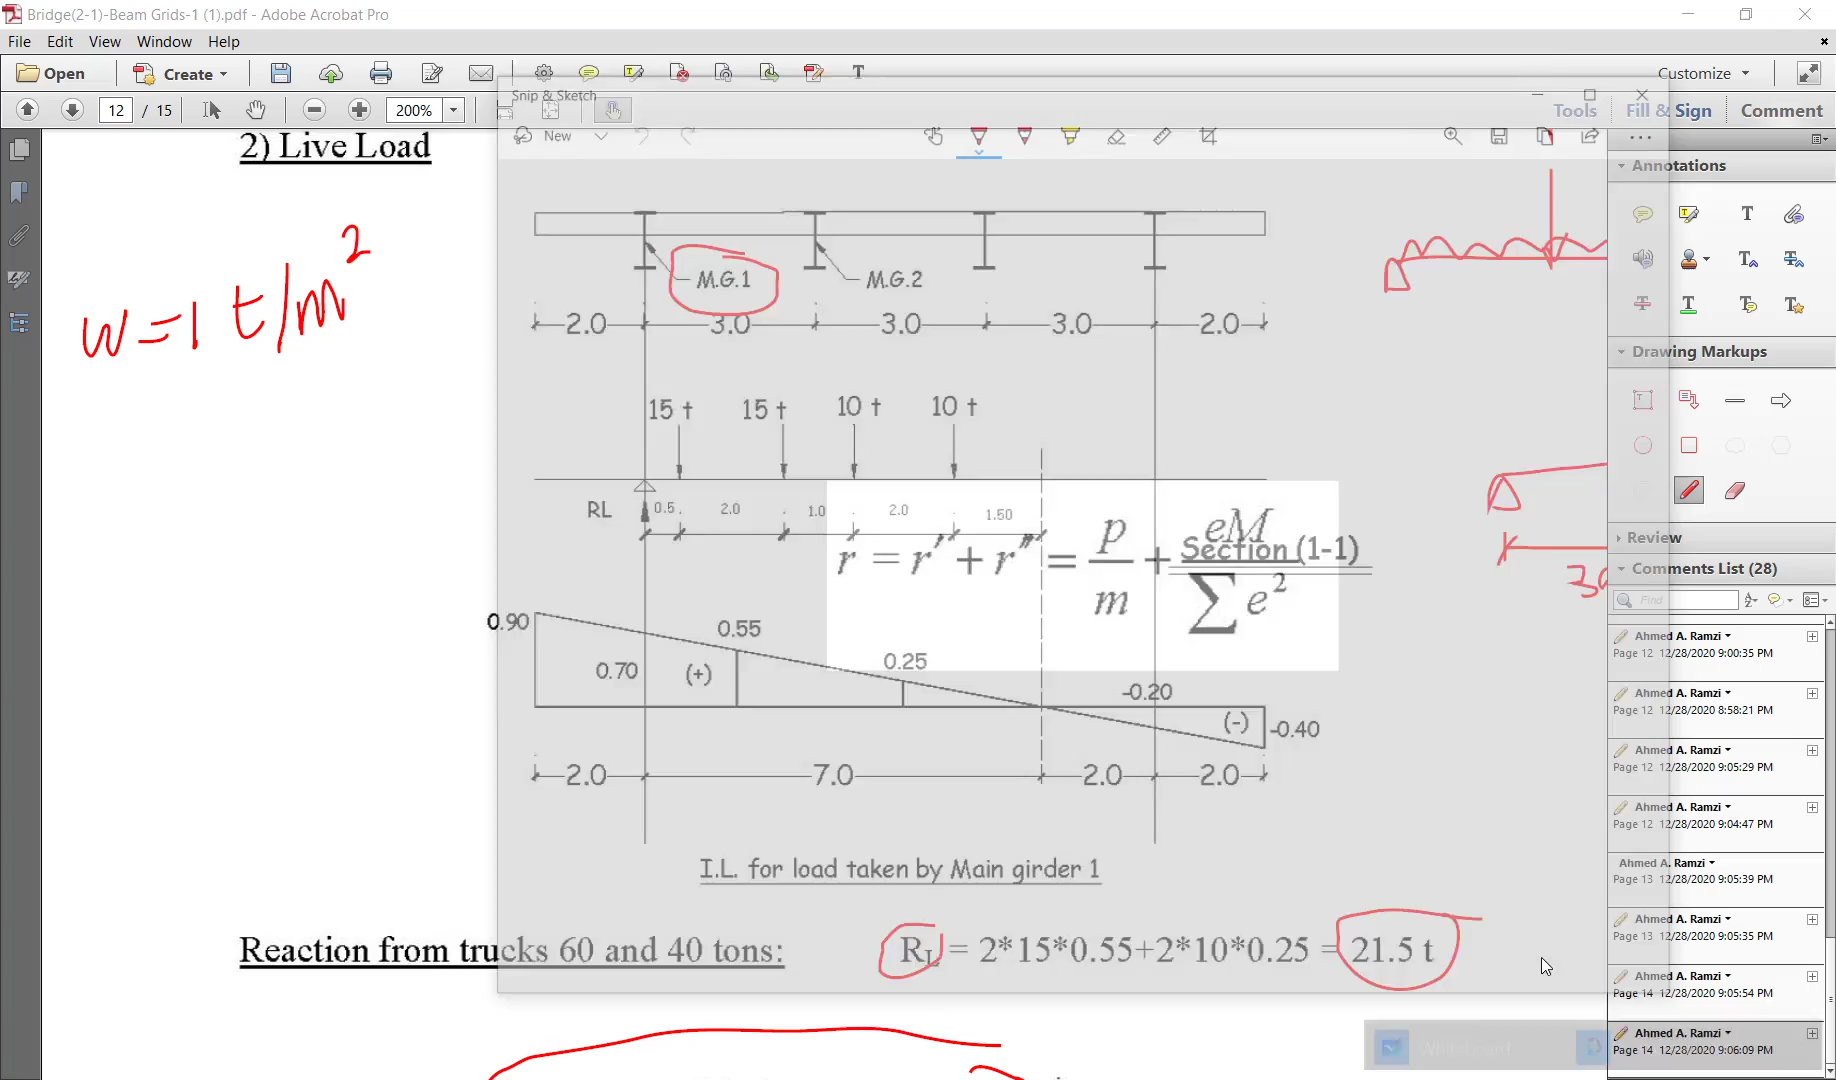 Bridge(2-1)-Beam Grids-1 (1).pdf - Adobe Acrobat Pro
File Edit View Window Help
Open Create Customize
12 / 15 200% Tools Fill & Sign Comment
Snip & Sketch
New
2) Live Load
w=1 t/m²
M.G.1 M.G.2
2.0 3.0 3.0 3.0 2.0
15 t 15 t 10 t 10 t
RL 0.5 2.0 1.0 2.0 1.50
r = r' + r" = p/m + eM/∑e²
Section (1-1)
0.90 0.70 (+) 0.55 0.25 -0.20 (-) -0.40
2.0 7.0 2.0 2.0
I.L. for load taken by Main girder 1
Reaction from trucks 60 and 40 tons: R_L = 2*15*0.55+2*10*0.25 = 21.5 t
Annotations
T
Drawing Markups
Review
Comments List (28)
Find
Ahmed A. Ramzi
Page 12 12/28/2020 9:00:35 PM
Ahmed A. Ramzi
Page 12 12/28/2020 8:58:21 PM
Ahmed A. Ramzi
Page 12 12/28/2020 9:05:29 PM
Ahmed A. Ramzi
Page 12 12/28/2020 9:04:47 PM
Ahmed A. Ramzi
Page 13 12/28/2020 9:05:39 PM
Ahmed A. Ramzi
Page 13 12/28/2020 9:05:35 PM
Ahmed A. Ramzi
Page 14 12/28/2020 9:05:54 PM
Ahmed A. Ramzi
Page 14 12/28/2020 9:06:09 PM